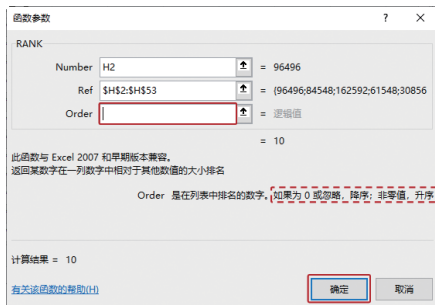 函数参数 ? ×
RANK
Number H2 = 96496
Ref $H$2:$H$53 = {96496;84548;162592;61548;30856
Order = 逻辑值
= 10
此函数与 Excel 2007 和早期版本兼容。
返回某数字在一列数字中相对于其他数值的大小排名
Order 是在列表中排名的数字。如果为 0 或忽略，降序；非零值，升序
计算结果 = 10
有关该函数的帮助(H) 确定 取消